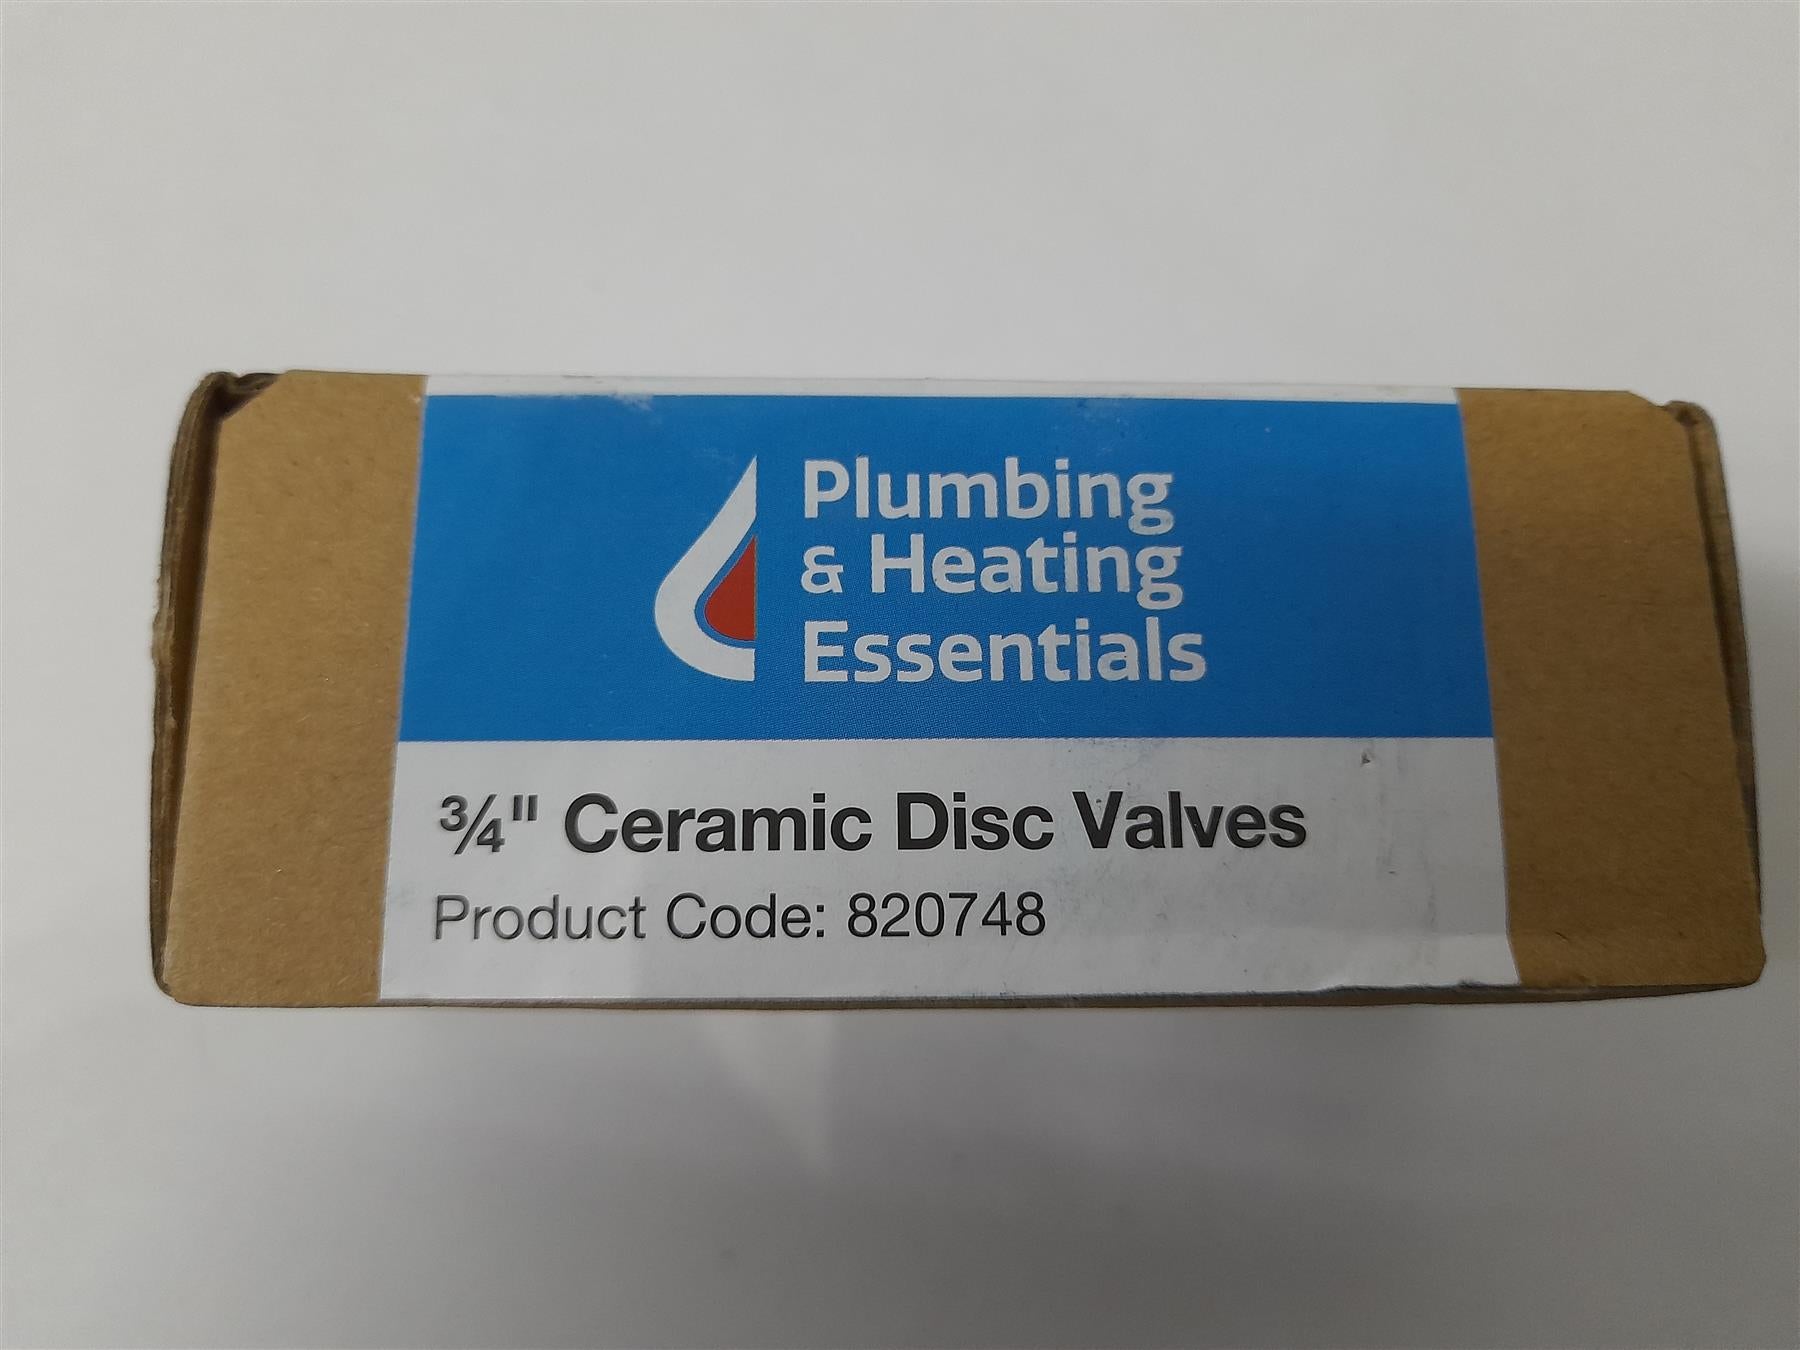 Plumbing
& Heating
Essentials
¾" Ceramic Disc Valves
Product Code: 820748